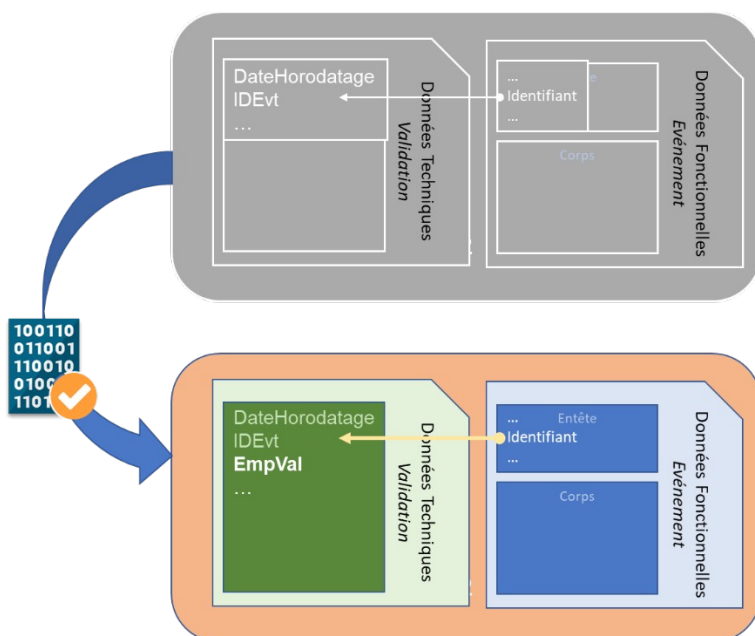 DateHorodatage
IDEvt
...
Données Techniques
Validation
...
Identifiant
...
Corps
Données Fonctionnelles
Evénement
100110
011001
110010
DateHorodatage
IDEvt
EmpVal
...
Données Techniques
Validation
...
Entête
Identifiant
...
Corps
Données Fonctionnelles
Evénement